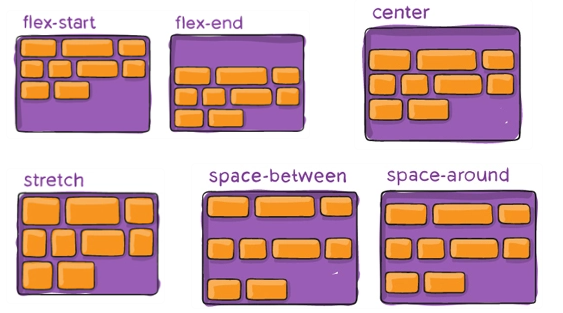 flex-start
flex-end
center
stretch
space-between
space-around